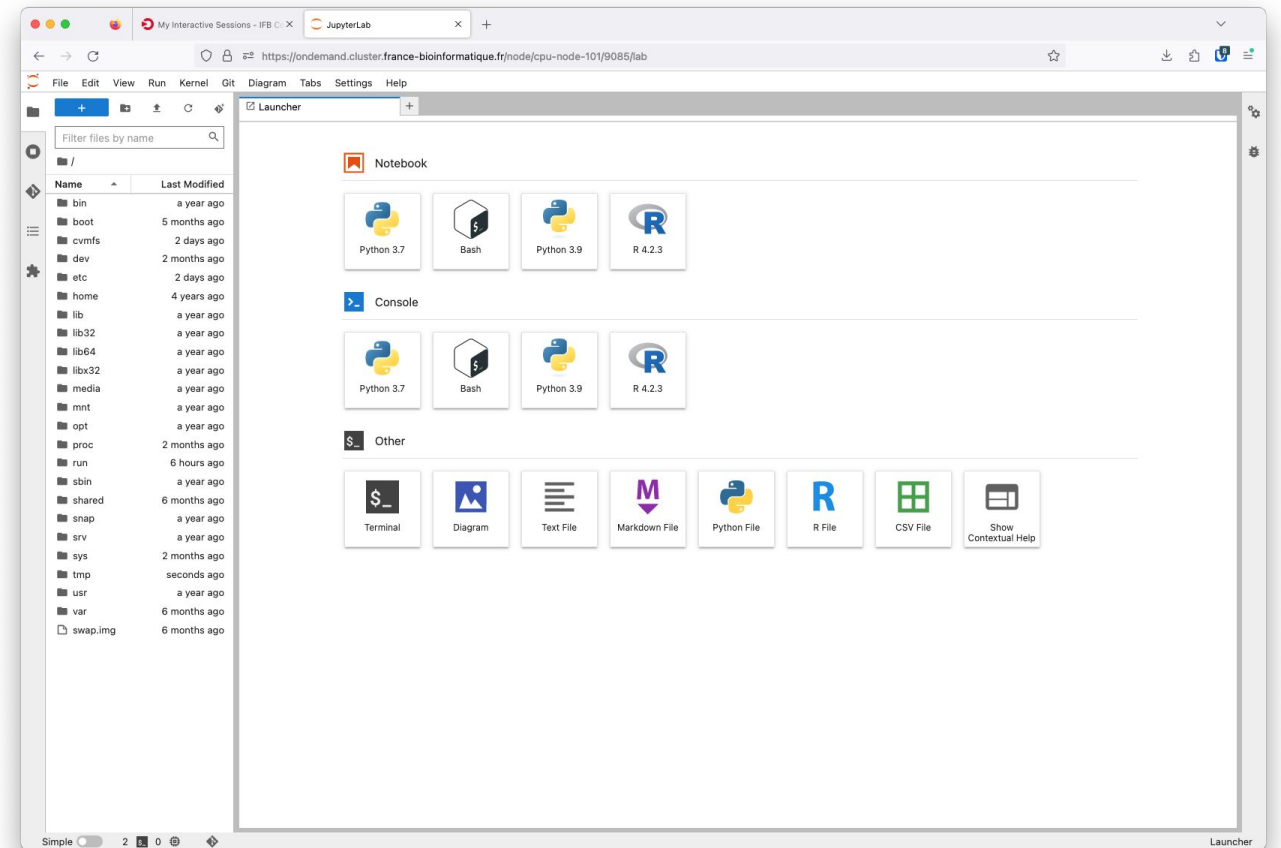 My Interactive Sessions - IFB C
JupyterLab
https://ondemand.cluster.france-bioinformatique.fr/node/cpu-node-101/9085/lab
8
File Edit View Run Kernel Git Diagram Tabs Settings Help
Launcher
Filter files by name
/
Name Last Modified
bin a year ago
boot 5 months ago
cvmfs 2 days ago
dev 2 months ago
etc 2 days ago
home 4 years ago
lib a year ago
lib32 a year ago
lib64 a year ago
libx32 a year ago
media a year ago
mnt a year ago
opt a year ago
proc 2 months ago
run 6 hours ago
sbin a year ago
shared 6 months ago
snap a year ago
srv a year ago
sys 2 months ago
tmp seconds ago
usr a year ago
var 6 months ago
swap.img 6 months ago
Notebook
Python 3.7
Bash
Python 3.9
R 4.2.3
Console
Python 3.7
Bash
Python 3.9
R 4.2.3
$_ Other
Terminal
Diagram
Text File
Markdown File
Python File
R File
CSV File
Show
Contextual Help
Simple 2 $_ 0
Launcher